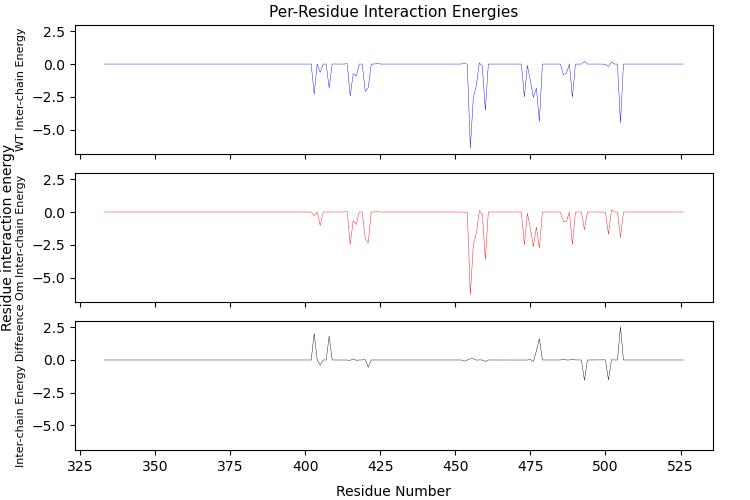 Per-Residue Interaction Energies
WT Inter-chain Energy
2.5
0.0
−2.5
−5.0
Residue interaction energy
Om Inter-chain Energy
2.5
0.0
−2.5
−5.0
Inter-chain Energy Difference
2.5
0.0
−2.5
−5.0
325 350 375 400 425 450 475 500 525
Residue Number